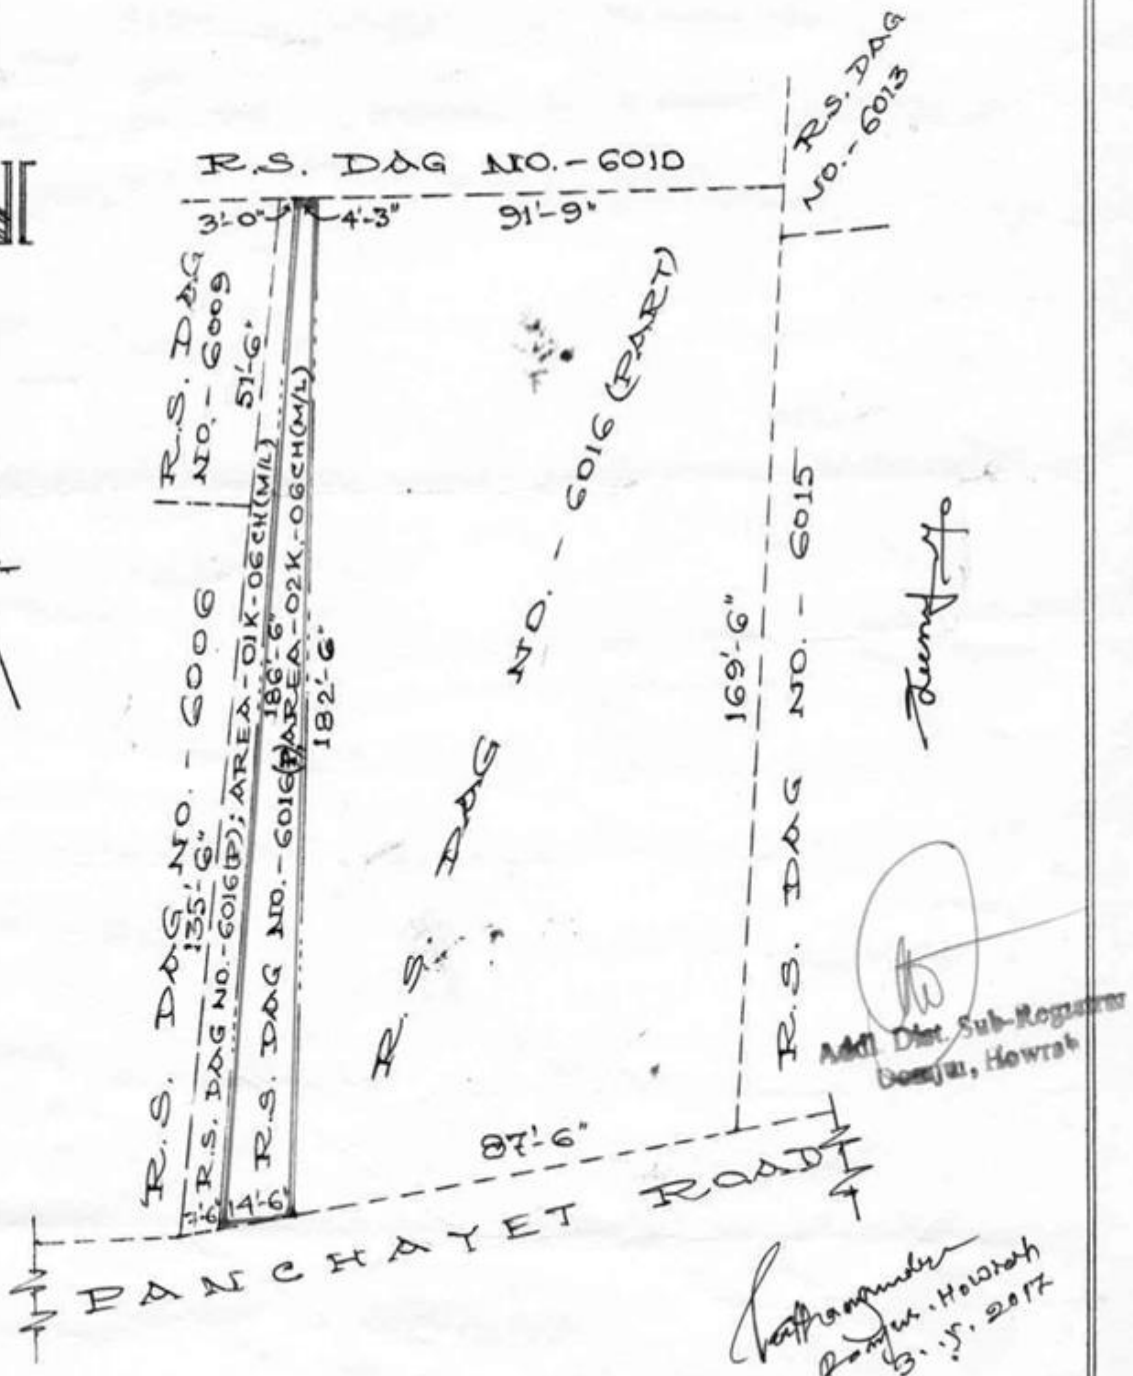 R.S. DAG NO.- 6010
R.S. DAG
NO.- 6013
3'-0"
4'-3"
91'-9"
R.S. DAG
NO.- 6009
51'-6"
R.S. DAG NO.- 6016 (PART)
R.S. DAG NO.- 6006
135'-6"
R.S. DAG NO.-6016(P); AREA-01K-06CH(M/L)
186'-6"
R.S. DAG NO.-6016(P)AREA-02K.-06CH(M/L)
182'-6"
169'-6"
R.S. DAG NO.- 6015
Addl. Dist. Sub-Registrar
Domjur, Howrah
87'-6"
14'-6"
PANCHAYET ROAD
Domjur. Howrah
3.5.2017